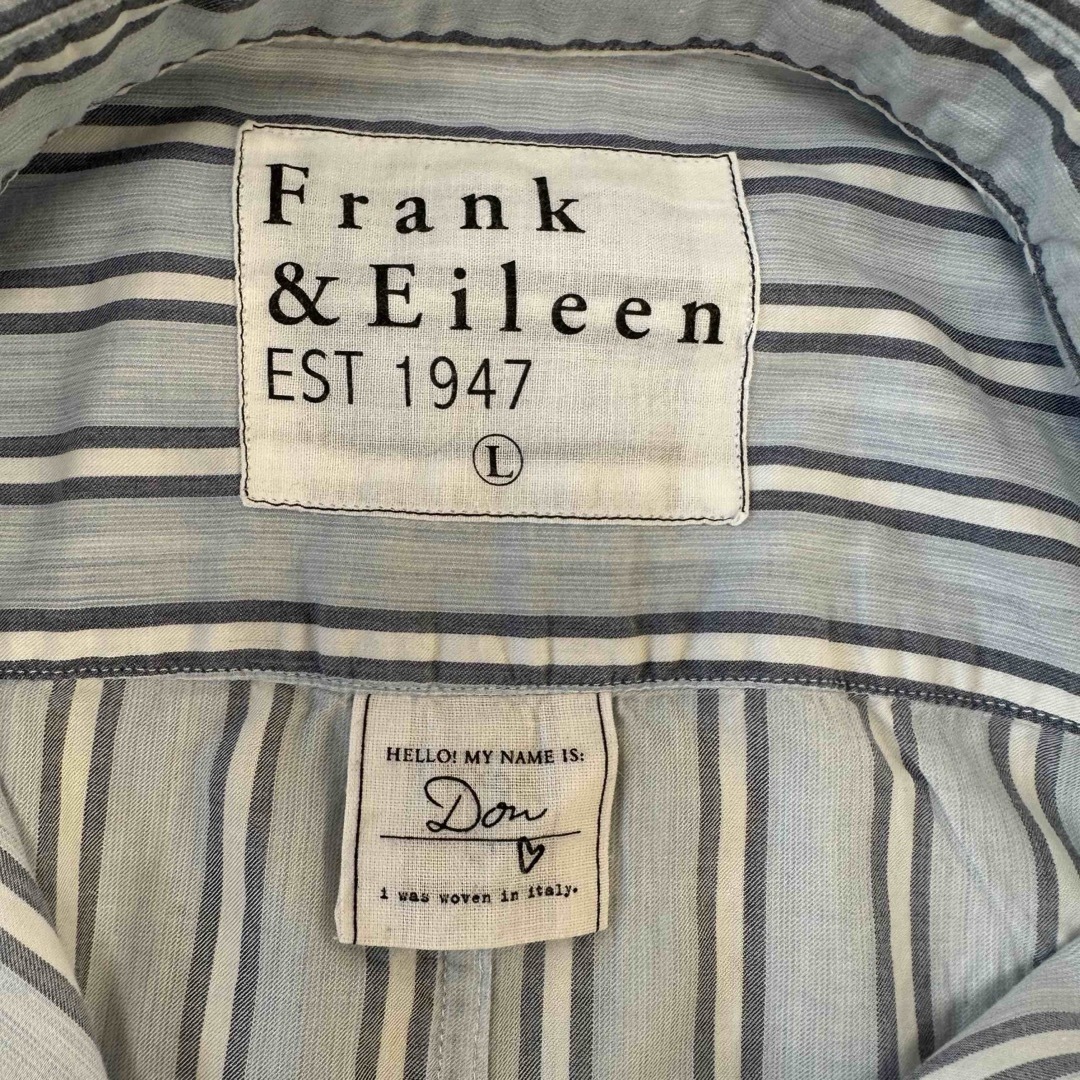 Frank
& Eileen
EST 1947
L
HELLO! MY NAME IS:
Don
i was woven in italy.